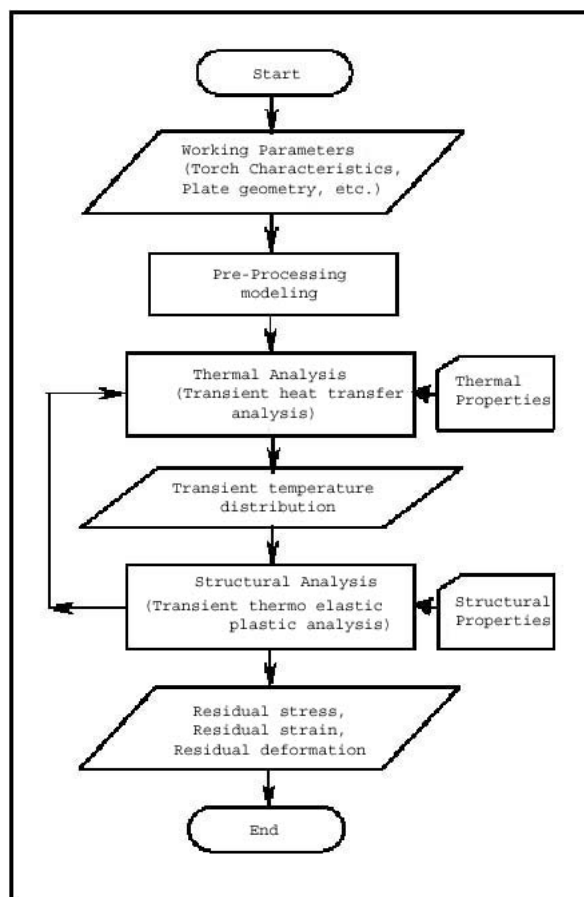 Start
Working Parameters
(Torch Characteristics,
Plate geometry, etc.)
Pre-Processing
modeling
Thermal Analysis
(Transient heat transfer
analysis)
Thermal
Properties
Transient temperature
distribution
Structural Analysis
(Transient thermo elastic
plastic analysis)
Structural
Properties
Residual stress,
Residual strain,
Residual deformation
End